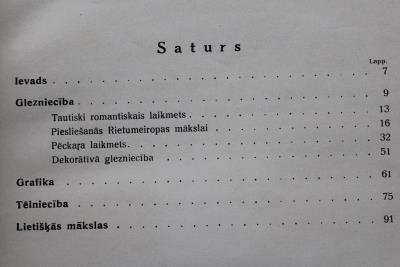 Saturs
Lapp.
Ievads . . . . . . . . . . . . . . . . . . . . 7
Glezniecība . . . . . . . . . . . . . . . . . . 9
Tautiski romantiskais laikmets . . . . . . . . . . . 13
Piesliešanās Rietumeiropas mākslai . . . . . . . . . 16
Pēckaŗa laikmets . . . . . . . . . . . . . . . 32
Dekorātīvā glezniecība . . . . . . . . . . . . . 51
Grafika . . . . . . . . . . . . . . . . . . . 61
Tēlniecība . . . . . . . . . . . . . . . . . . 75
Lietišķās mākslas . . . . . . . . . . . . . . . 91